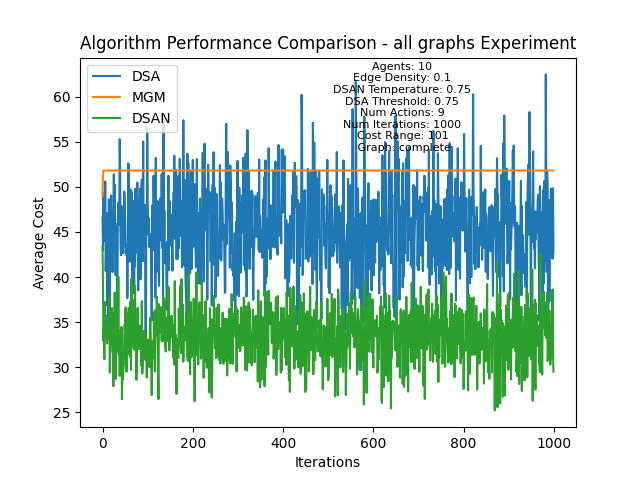 Algorithm Performance Comparison - all graphs Experiment
DSA
MGM
DSAN
Agents: 10
Edge Density: 0.1
DSAN Temperature: 0.75
DSA Threshold: 0.75
Num Actions: 9
Num Iterations: 1000
Cost Range: 101
Graph: complete
Average Cost
60
55
50
45
40
35
30
25
0 200 400 600 800 1000
Iterations